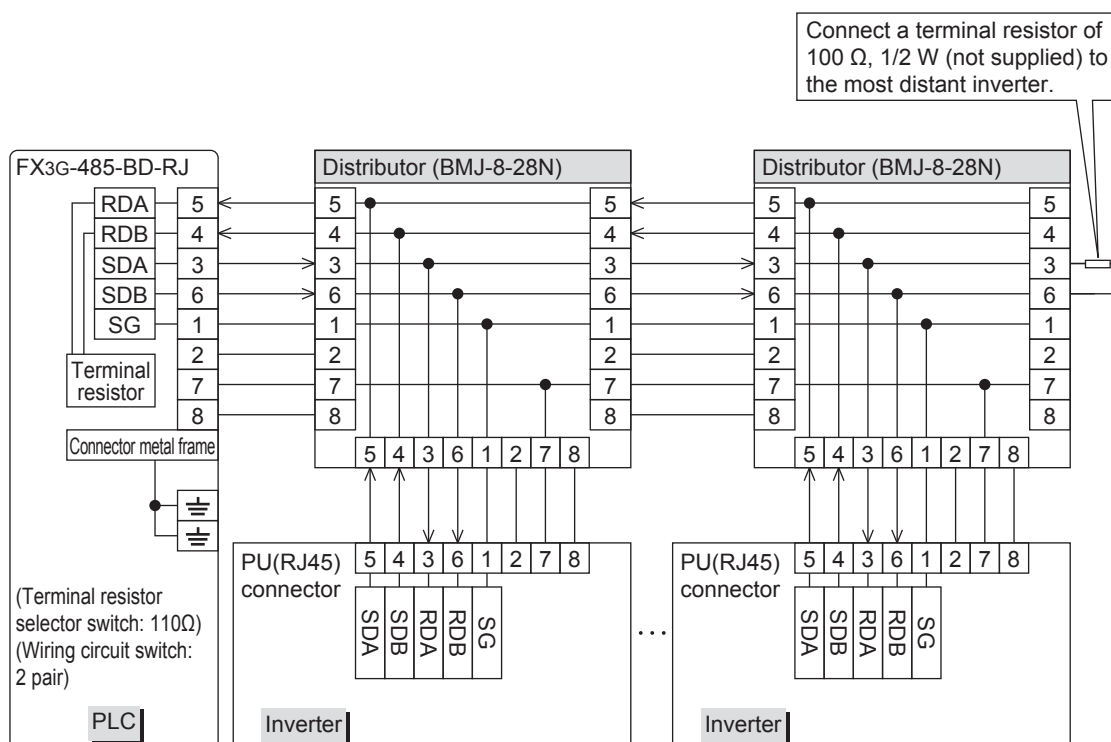 Connect a terminal resistor of
100 Ω, 1/2 W (not supplied) to
the most distant inverter.
FX3G-485-BD-RJ
RDA 5
RDB 4
SDA 3
SDB 6
SG 1
2
7
8
Terminal
resistor
Connector metal frame
(Terminal resistor
selector switch: 110Ω)
(Wiring circuit switch:
2 pair)
PLC
Distributor (BMJ-8-28N)
5 5
4 4
3 3
6 6
1 1
2 2
7 7
8 8
5 4 3 6 1 2 7 8
PU(RJ45)
connector
5 4 3 6 1 2 7 8
SDA
SDB
RDA
RDB
SG
Inverter
...
Distributor (BMJ-8-28N)
5 5
4 4
3 3
6 6
1 1
2 2
7 7
8 8
5 4 3 6 1 2 7 8
PU(RJ45)
connector
5 4 3 6 1 2 7 8
SDA
SDB
RDA
RDB
SG
Inverter